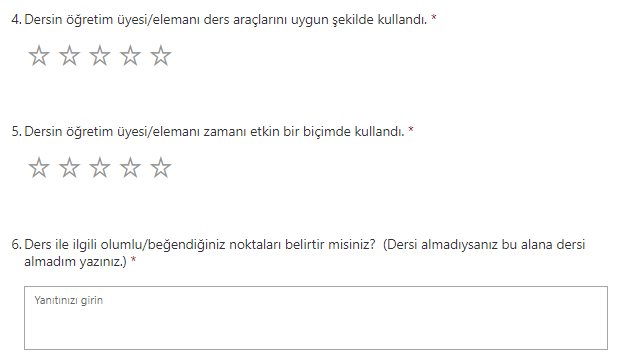 4. Dersin öğretim üyesi/elemanı ders araçlarını uygun şekilde kullandı. *
5. Dersin öğretim üyesi/elemanı zamanı etkin bir biçimde kullandı. *
6. Ders ile ilgili olumlu/beğendiğiniz noktaları belirtir misiniz?  (Dersi almadıysanız bu alana dersi
almadım yazınız.) *
Yanıtınızı girin